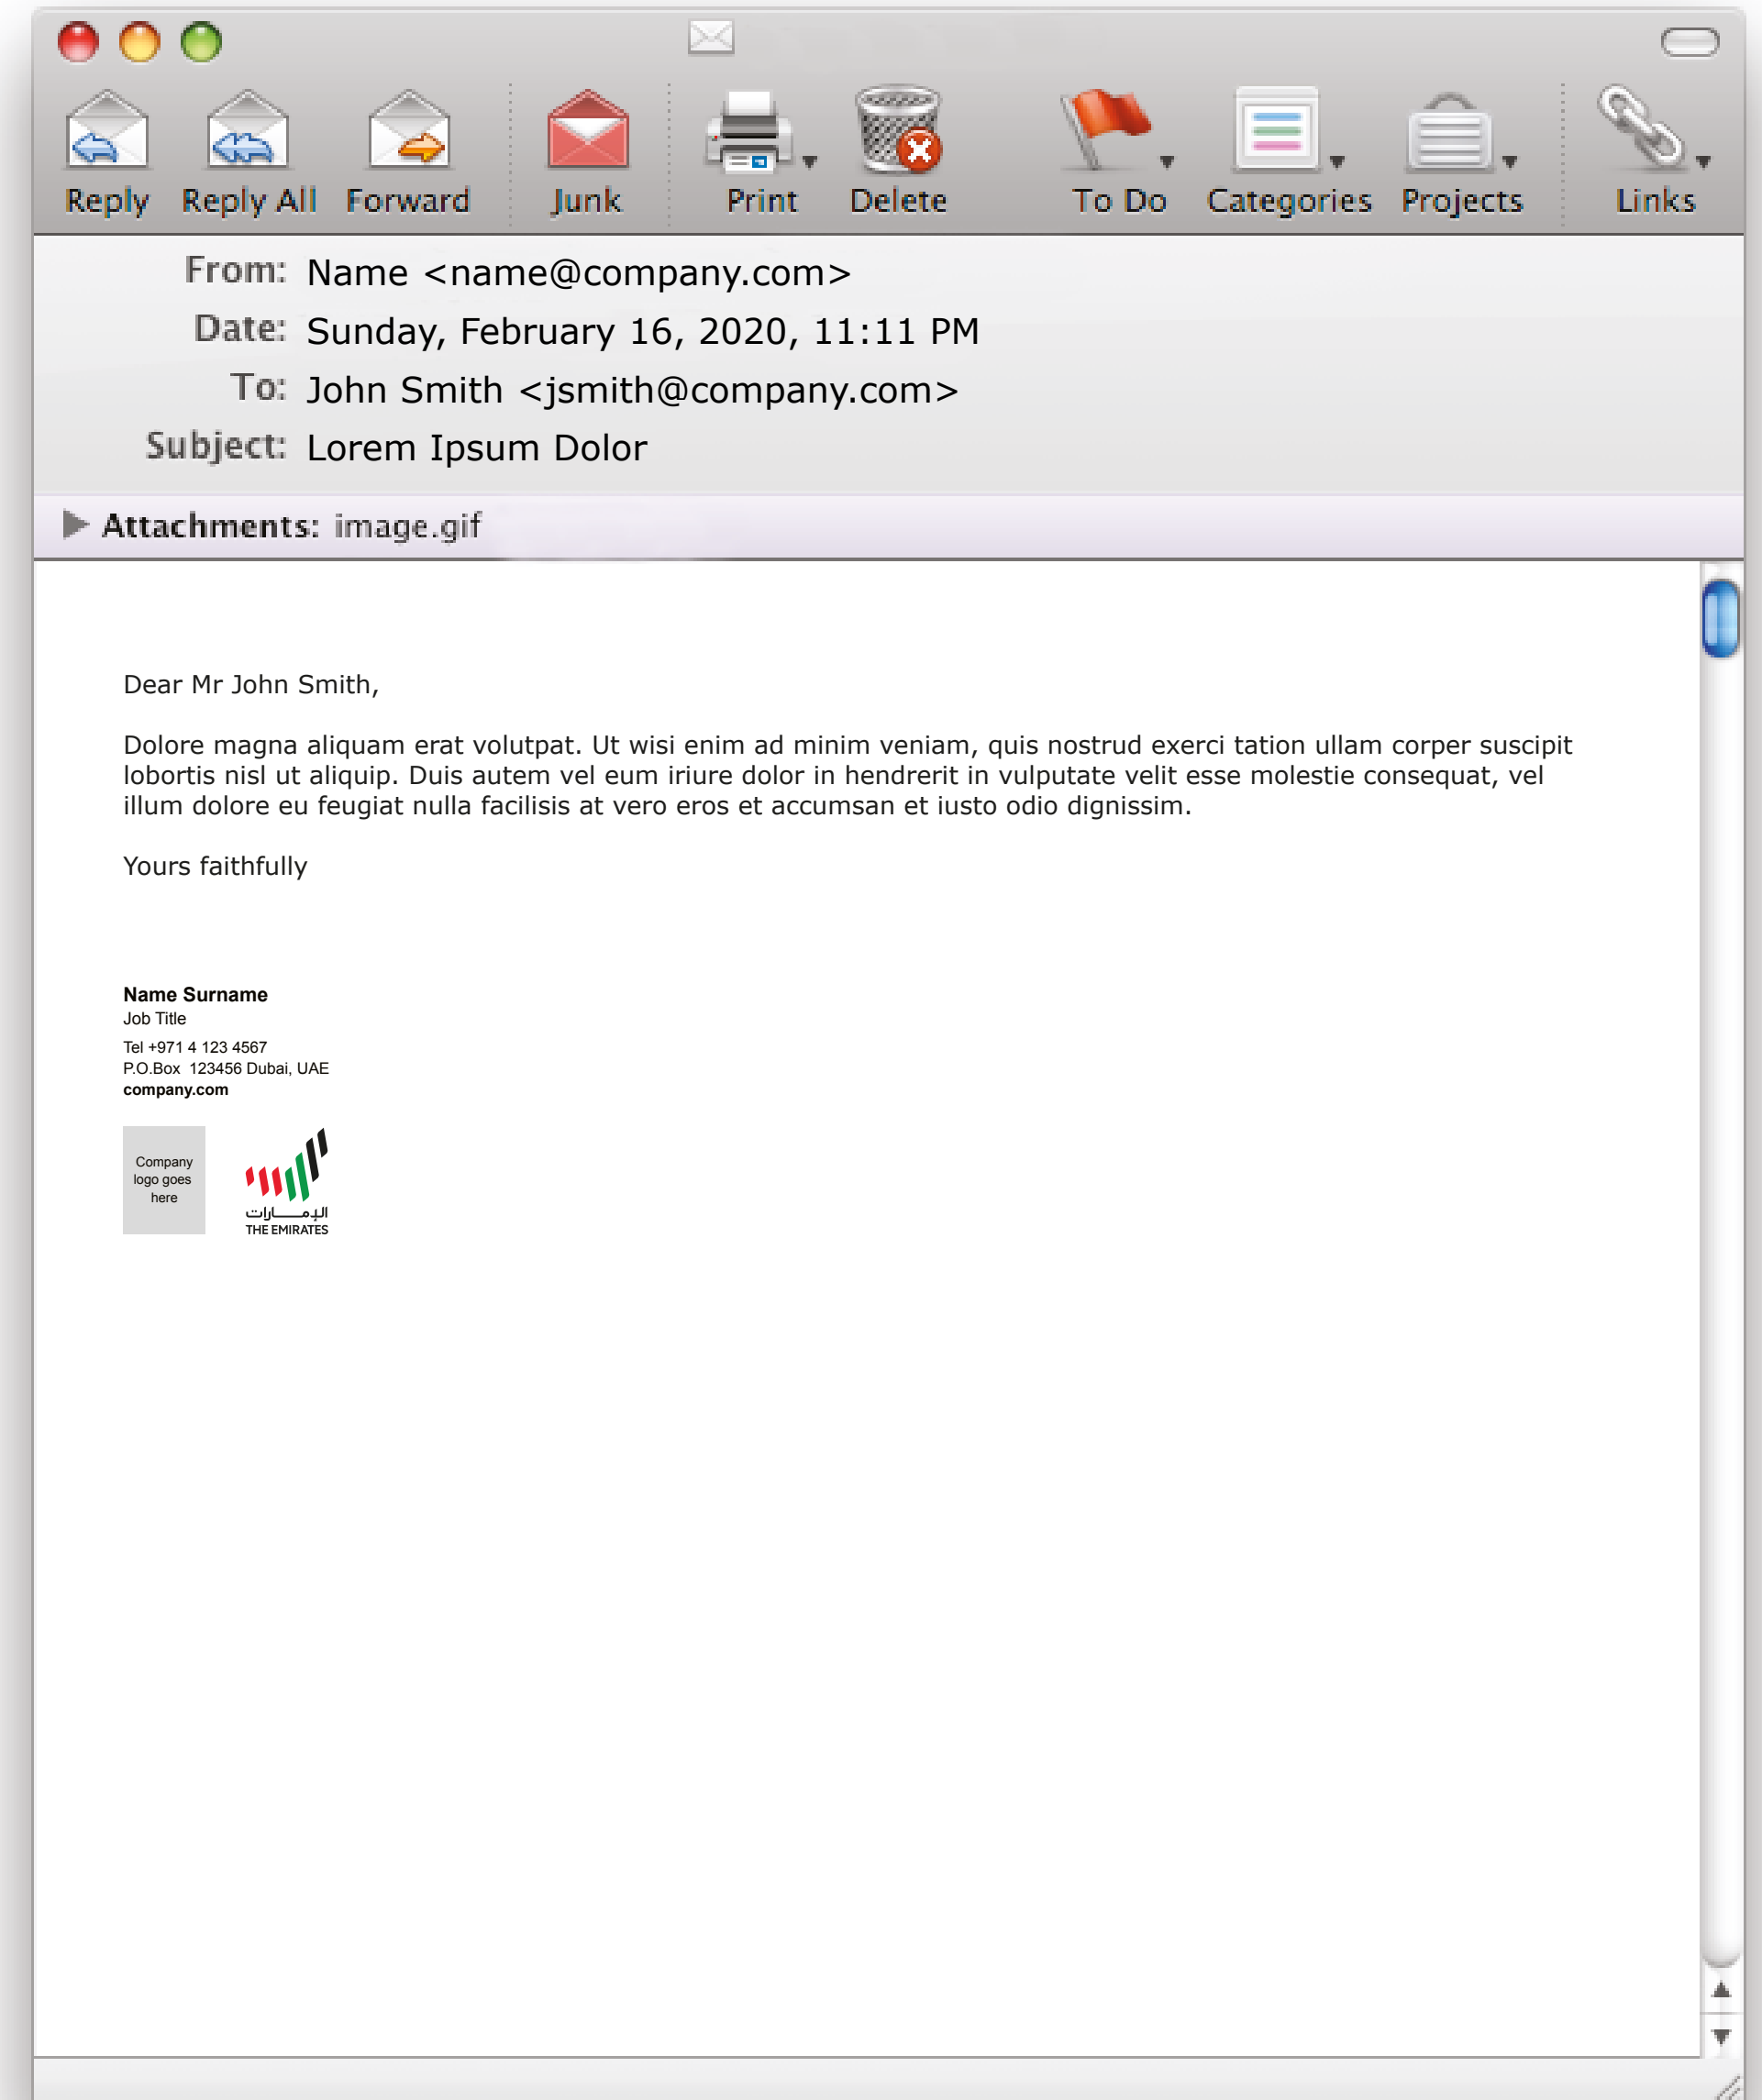 Reply Reply All Forward Junk Print Delete To Do Categories Projects Links
From: Name <name@company.com>
Date: Sunday, February 16, 2020, 11:11 PM
To: John Smith <jsmith@company.com>
Subject: Lorem Ipsum Dolor
Attachments: image.gif
Dear Mr John Smith,
Dolore magna aliquam erat volutpat. Ut wisi enim ad minim veniam, quis nostrud exerci tation ullam corper suscipit
lobortis nisl ut aliquip. Duis autem vel eum iriure dolor in hendrerit in vulputate velit esse molestie consequat, vel
illum dolore eu feugiat nulla facilisis at vero eros et accumsan et iusto odio dignissim.
Yours faithfully
Name Surname
Job Title
Tel +971 4 123 4567
P.O.Box 123456 Dubai, UAE
company.com
Company
logo goes
here
الإمــــارات
THE EMIRATES